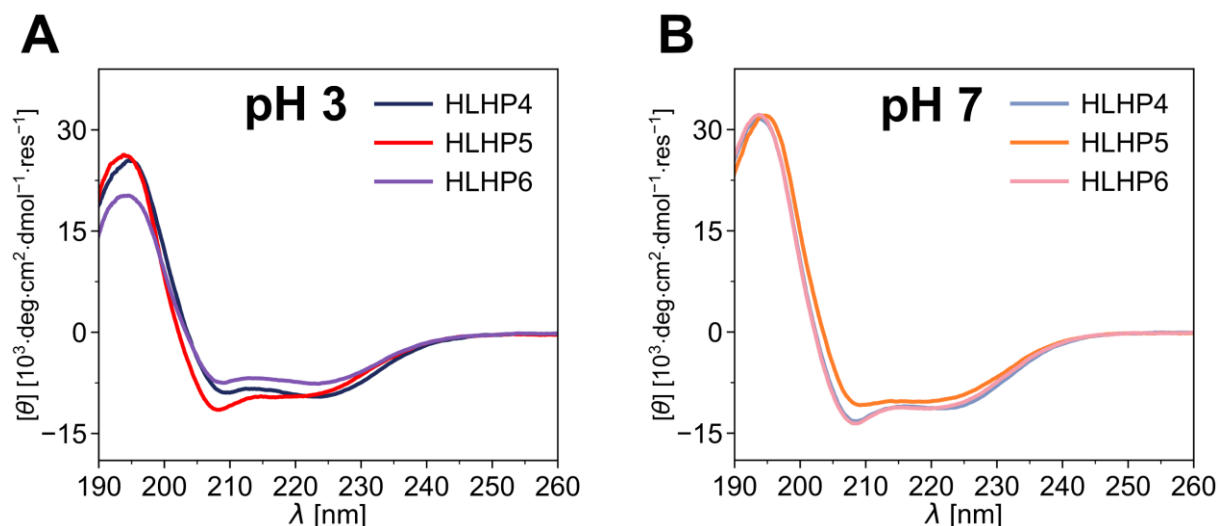 A
pH 3
HLHP4
HLHP5
HLHP6
[θ] [10³·deg·cm²·dmol⁻¹·res⁻¹]
30
15
0
−15
190 200 210 220 230 240 250 260
λ [nm]
B
pH 7
HLHP4
HLHP5
HLHP6
[θ] [10³·deg·cm²·dmol⁻¹·res⁻¹]
30
15
0
−15
190 200 210 220 230 240 250 260
λ [nm]